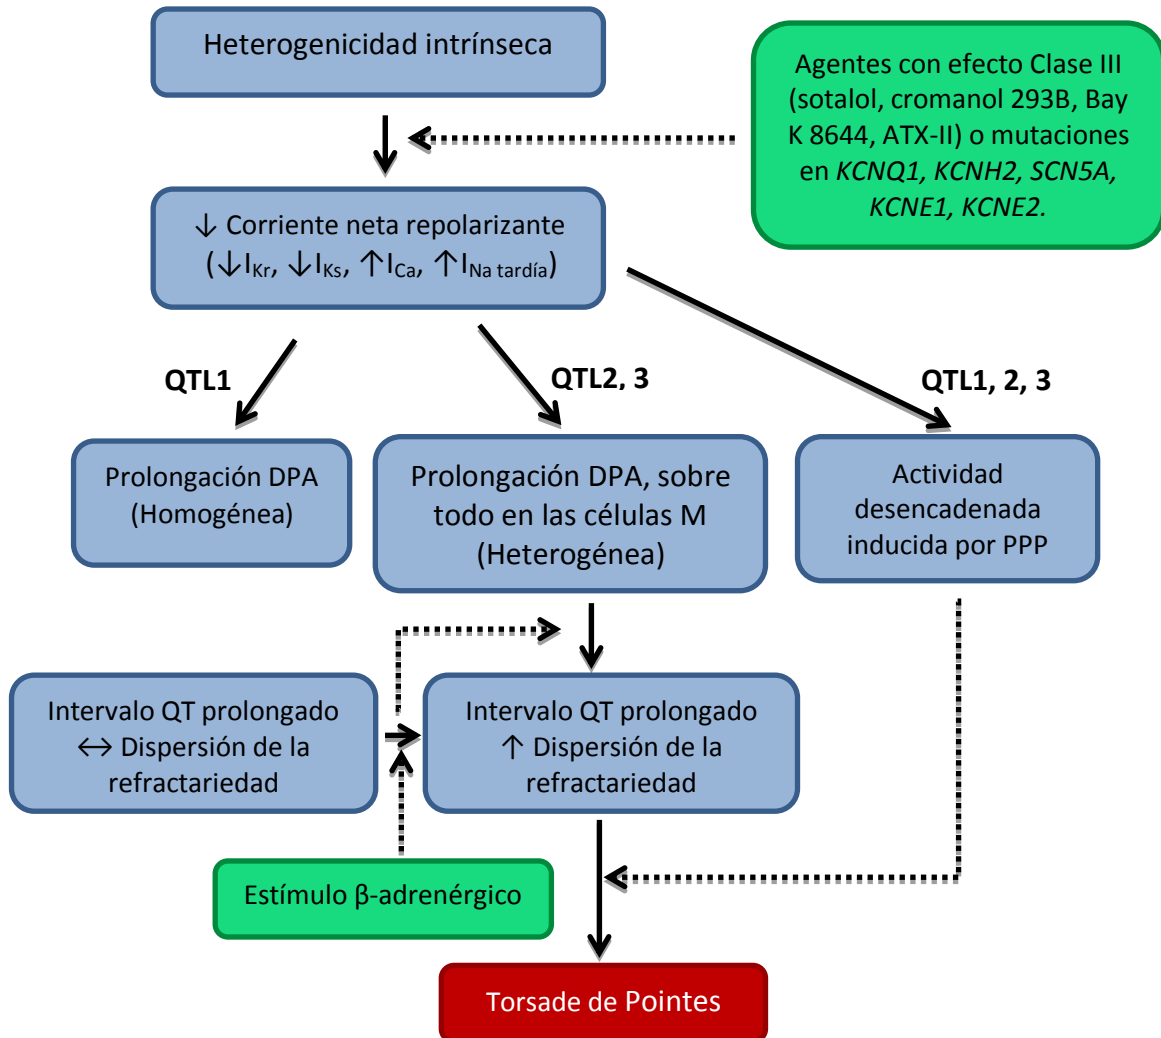 Heterogenicidad intrínseca
Agentes con efecto Clase III
(sotalol, cromanol 293B, Bay
K 8644, ATX-II) o mutaciones
en KCNQ1, KCNH2, SCN5A,
KCNE1, KCNE2.
↓ Corriente neta repolarizante
(↓IKr, ↓IKs, ↑ICa, ↑INa tardía)
QTL1
QTL2, 3
QTL1, 2, 3
Prolongación DPA
(Homogénea)
Prolongación DPA, sobre
todo en las células M
(Heterogénea)
Actividad
desencadenada
inducida por PPP
Intervalo QT prolongado
↔ Dispersión de la
refractariedad
Intervalo QT prolongado
↑ Dispersión de la
refractariedad
Estímulo β-adrenérgico
Torsade de Pointes